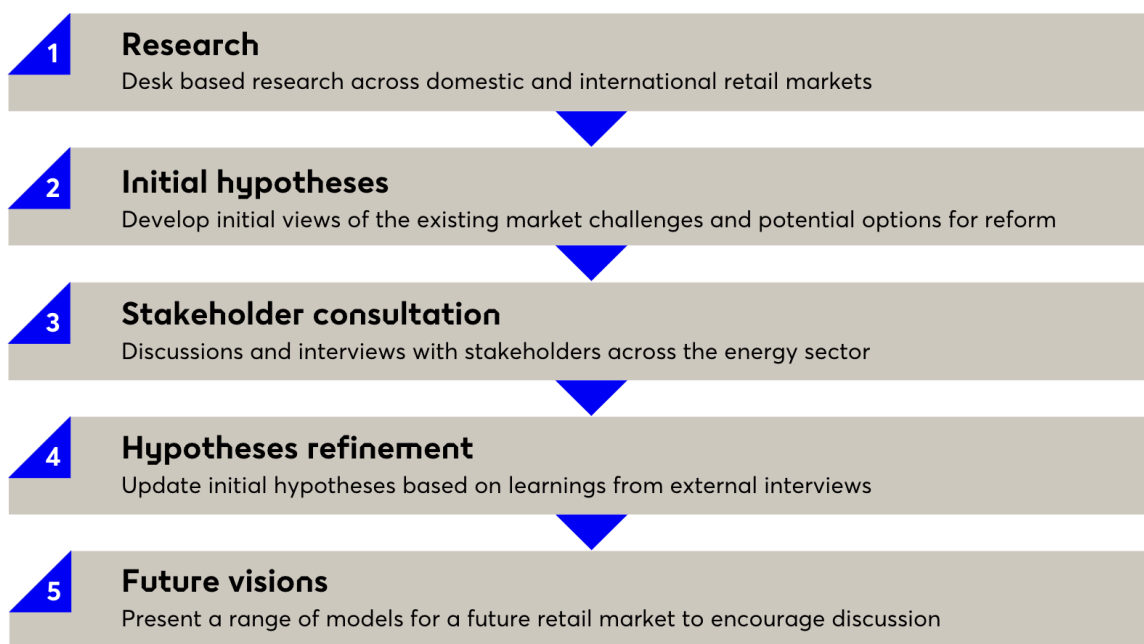 1
Research
Desk based research across domestic and international retail markets
2
Initial hypotheses
Develop initial views of the existing market challenges and potential options for reform
3
Stakeholder consultation
Discussions and interviews with stakeholders across the energy sector
4
Hypotheses refinement
Update initial hypotheses based on learnings from external interviews
5
Future visions
Present a range of models for a future retail market to encourage discussion